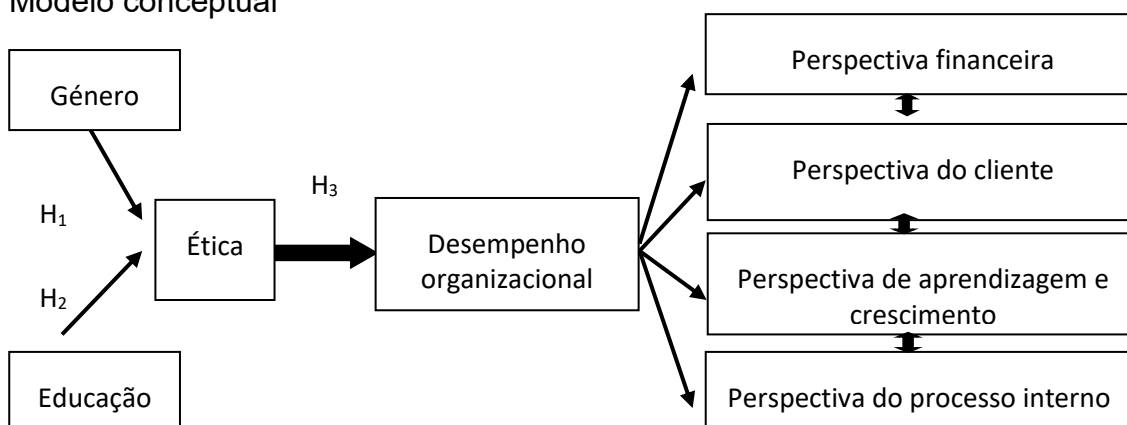 Modelo conceptual
Género
H₁
H₂
Educação
Ética
H₃
Desempenho
organizacional
Perspectiva financeira
Perspectiva do cliente
Perspectiva de aprendizagem e
crescimento
Perspectiva do processo interno